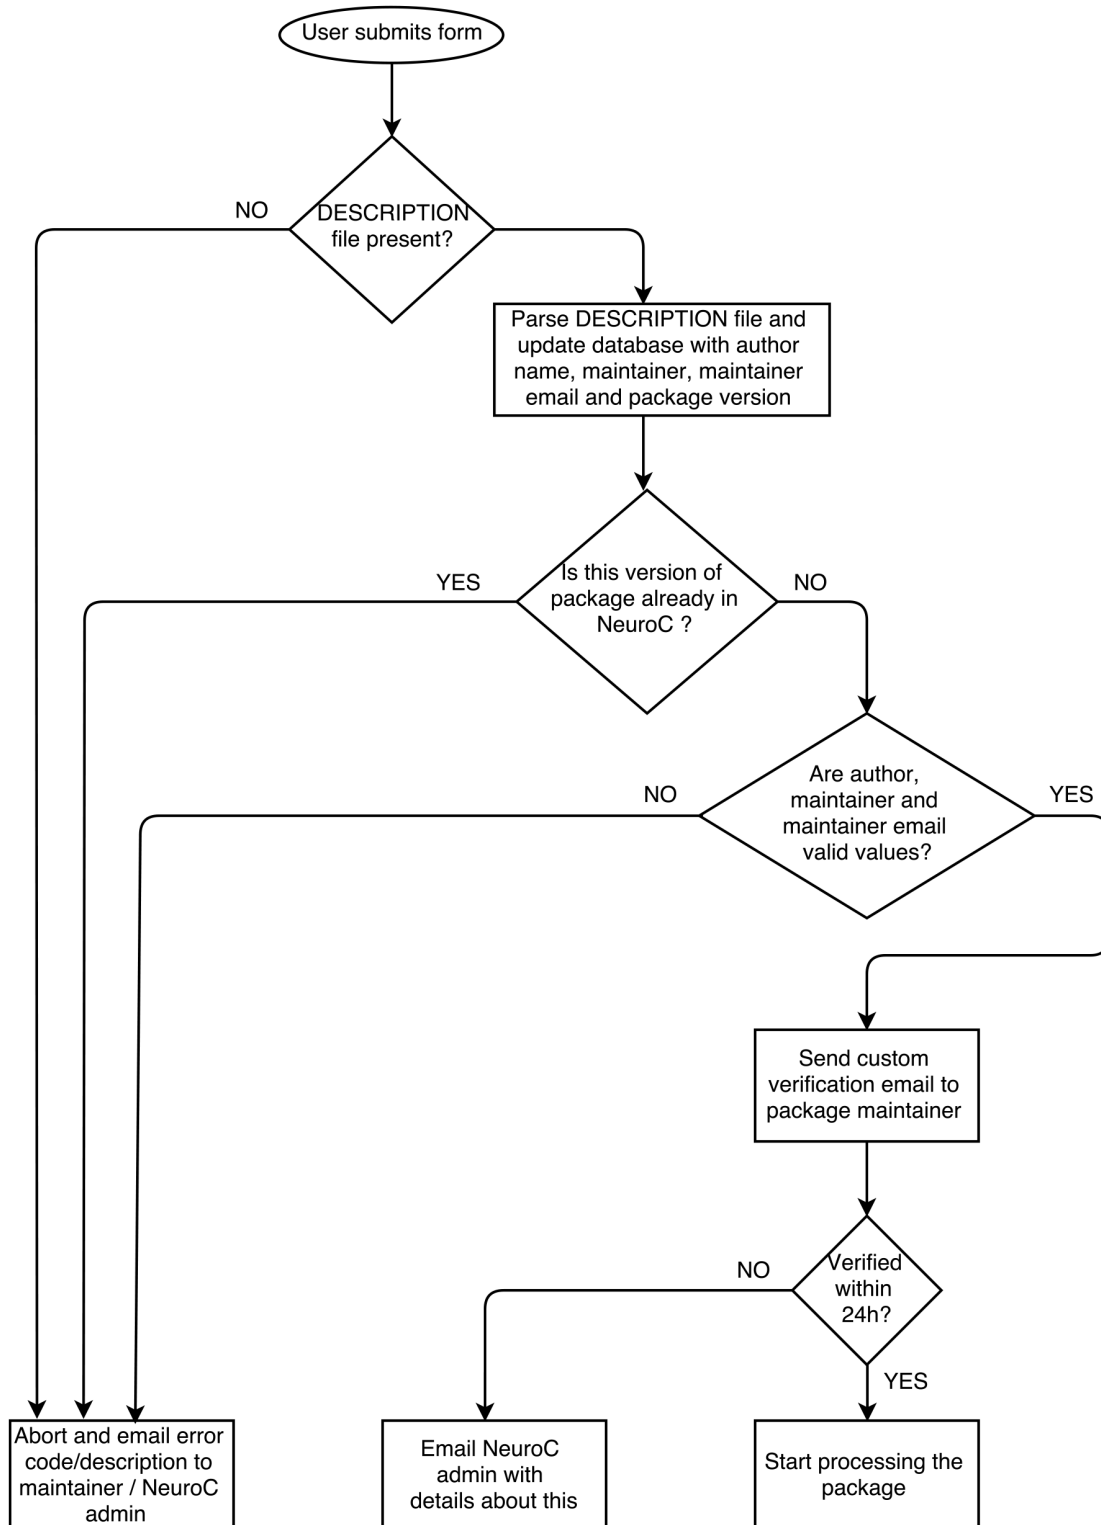 User submits form
NO
DESCRIPTION
file present?
Parse DESCRIPTION file and
update database with author
name, maintainer, maintainer
email and package version
YES
Is this version of
package already in
NeuroC ?
NO
NO
Are author,
maintainer and
maintainer email
valid values?
YES
Send custom
verification email to
package maintainer
NO
Verified
within
24h?
YES
Abort and email error
code/description to
maintainer / NeuroC
admin
Email NeuroC
admin with
details about this
Start processing the
package